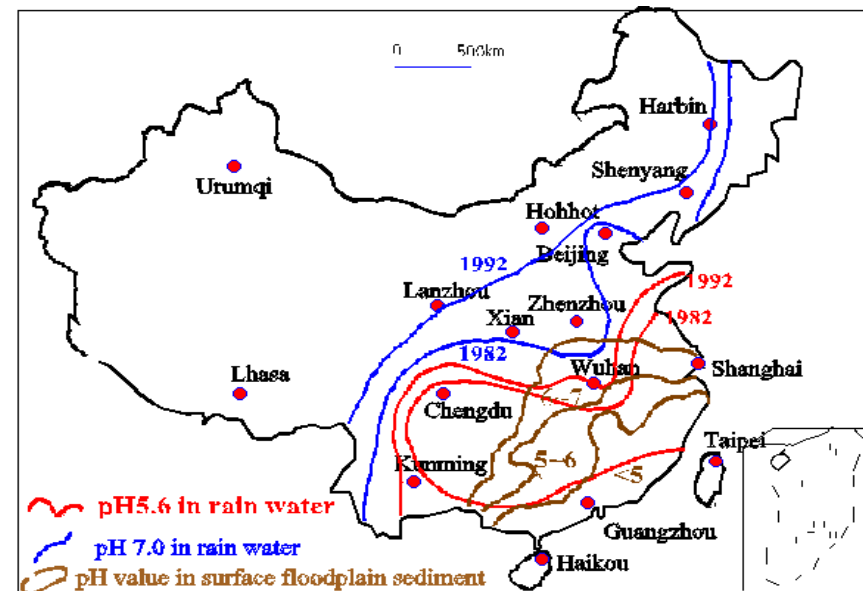 0 500km
Harbin
Shenyang
Urumqi
Hohhot
Beijing
1992
Lanzhou
Zhenzhou
1992
Xian
1982
1982
Wuhan
Shanghai
Lhasa
Chengdu
6-7
Taipei
Kunming
5-6
<5
pH5.6 in rain water
Guangzhou
pH 7.0 in rain water
Haikou
pH value in surface floodplain sediment